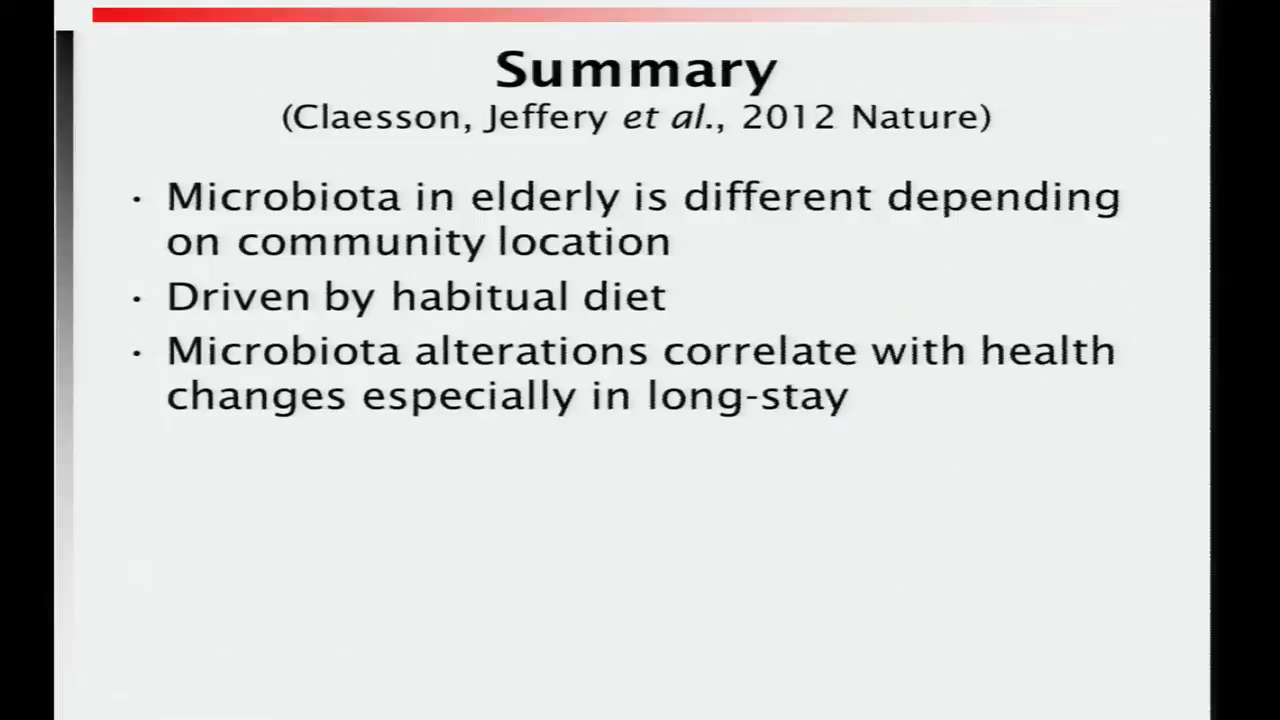 Summary
(Claesson, Jeffery et al., 2012 Nature)
· Microbiota in elderly is different depending
on community location
· Driven by habitual diet
· Microbiota alterations correlate with health
changes especially in long-stay